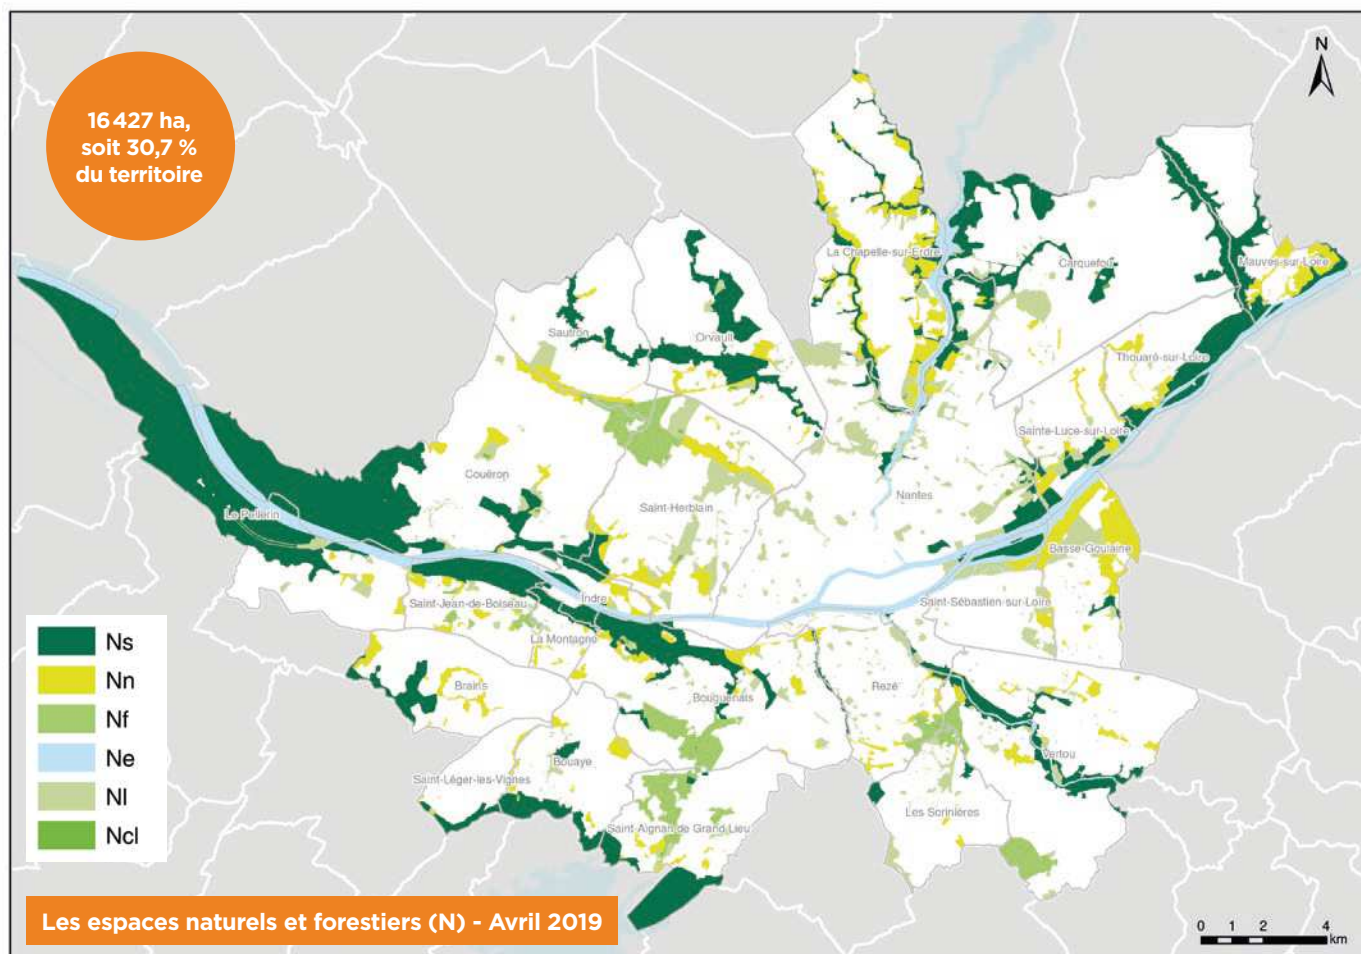 16 427 ha,
soit 30,7 %
du territoire
N
La Chapelle-sur-Erdre
Carquefou
Mauves-sur-Loire
Sautron
Orvault
Thouaré-sur-Loire
Sainte-Luce-sur-Loire
Couëron
Saint-Herblain
Nantes
Le Pellerin
Basse-Goulaine
Saint-Jean-de-Boiseau
Indre
Saint-Sébastien-sur-Loire
La Montagne
Brains
Bouguenais
Rezé
Vertou
Saint-Léger-les-Vignes
Bouaye
Saint-Aignan de Grand Lieu
Les Sorinières
Ns
Nn
Nf
Ne
Nl
Ncl
Les espaces naturels et forestiers (N) - Avril 2019
0 1 2 4
km